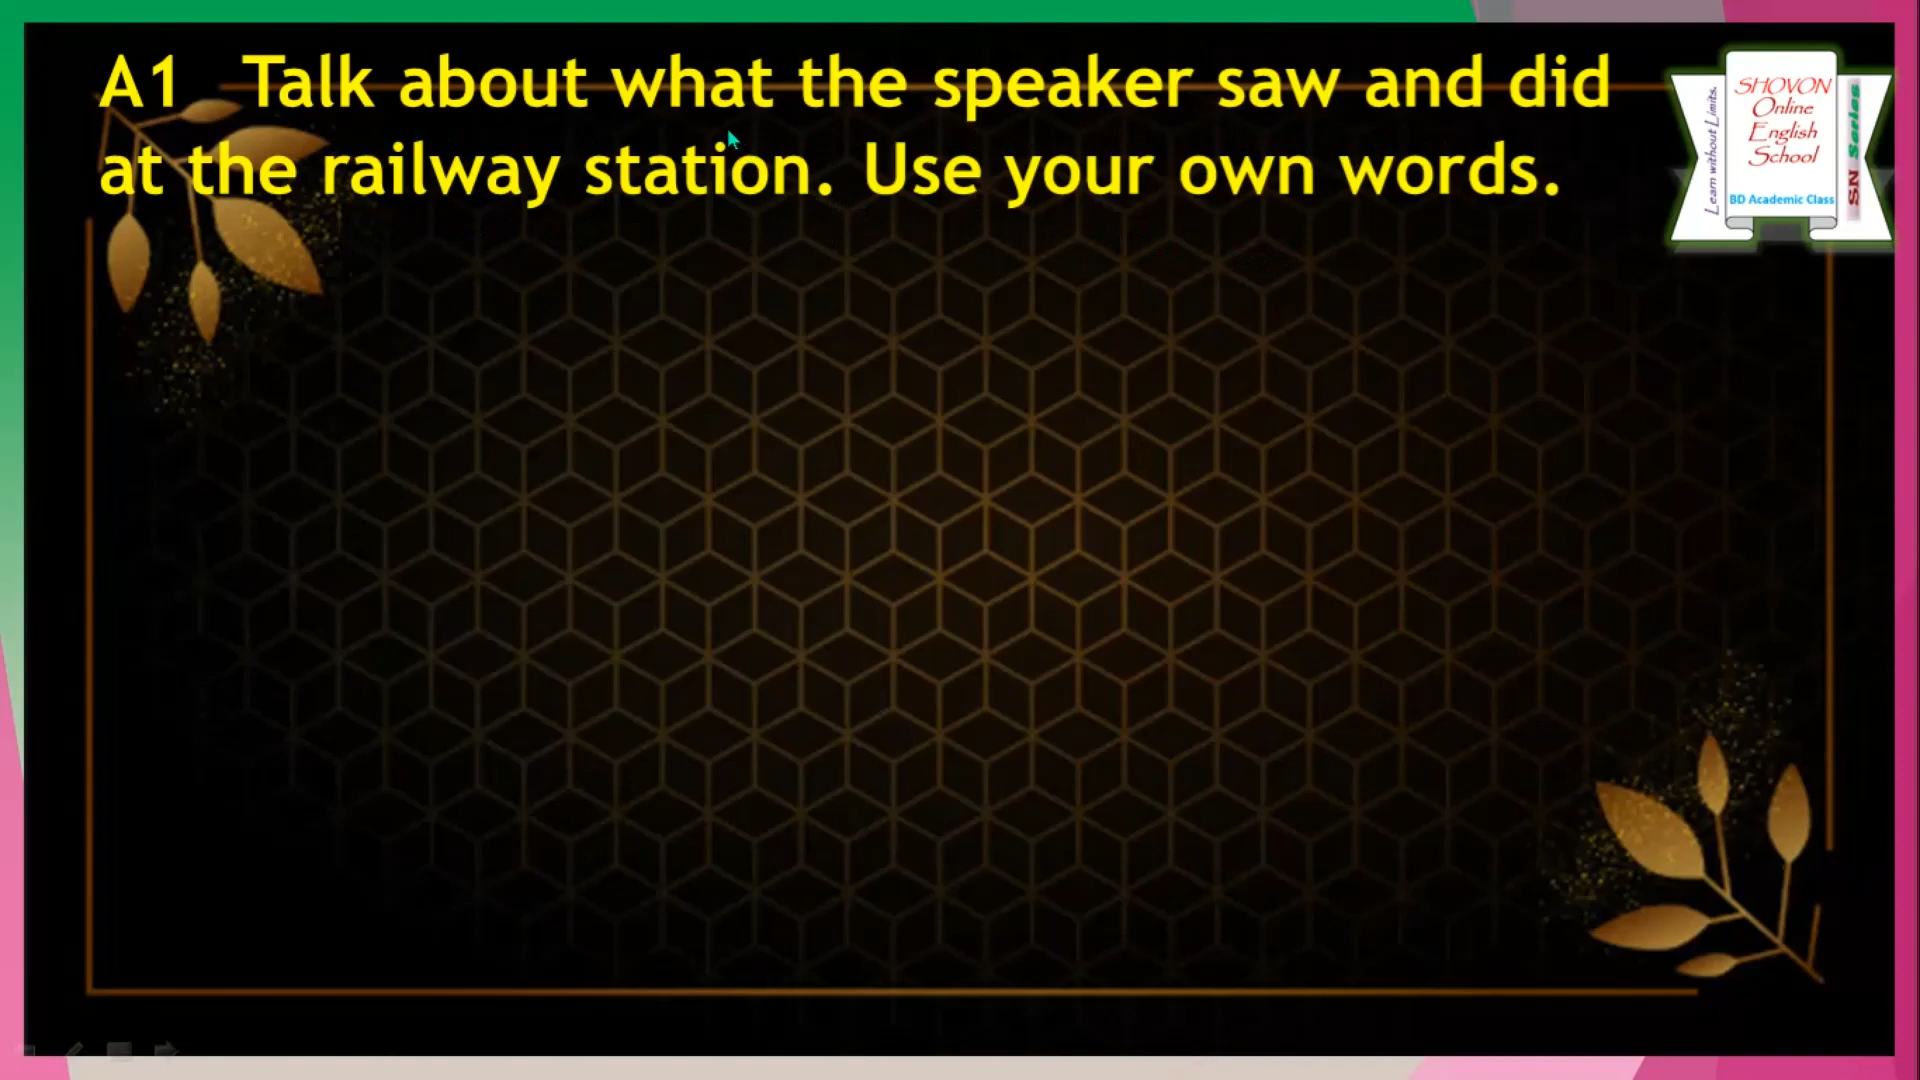 A1 Talk about what the speaker saw and did
at the railway station. Use your own words.
SHOVON
Online
English
School
Learn without Limits.
SN Series
BD Academic Class